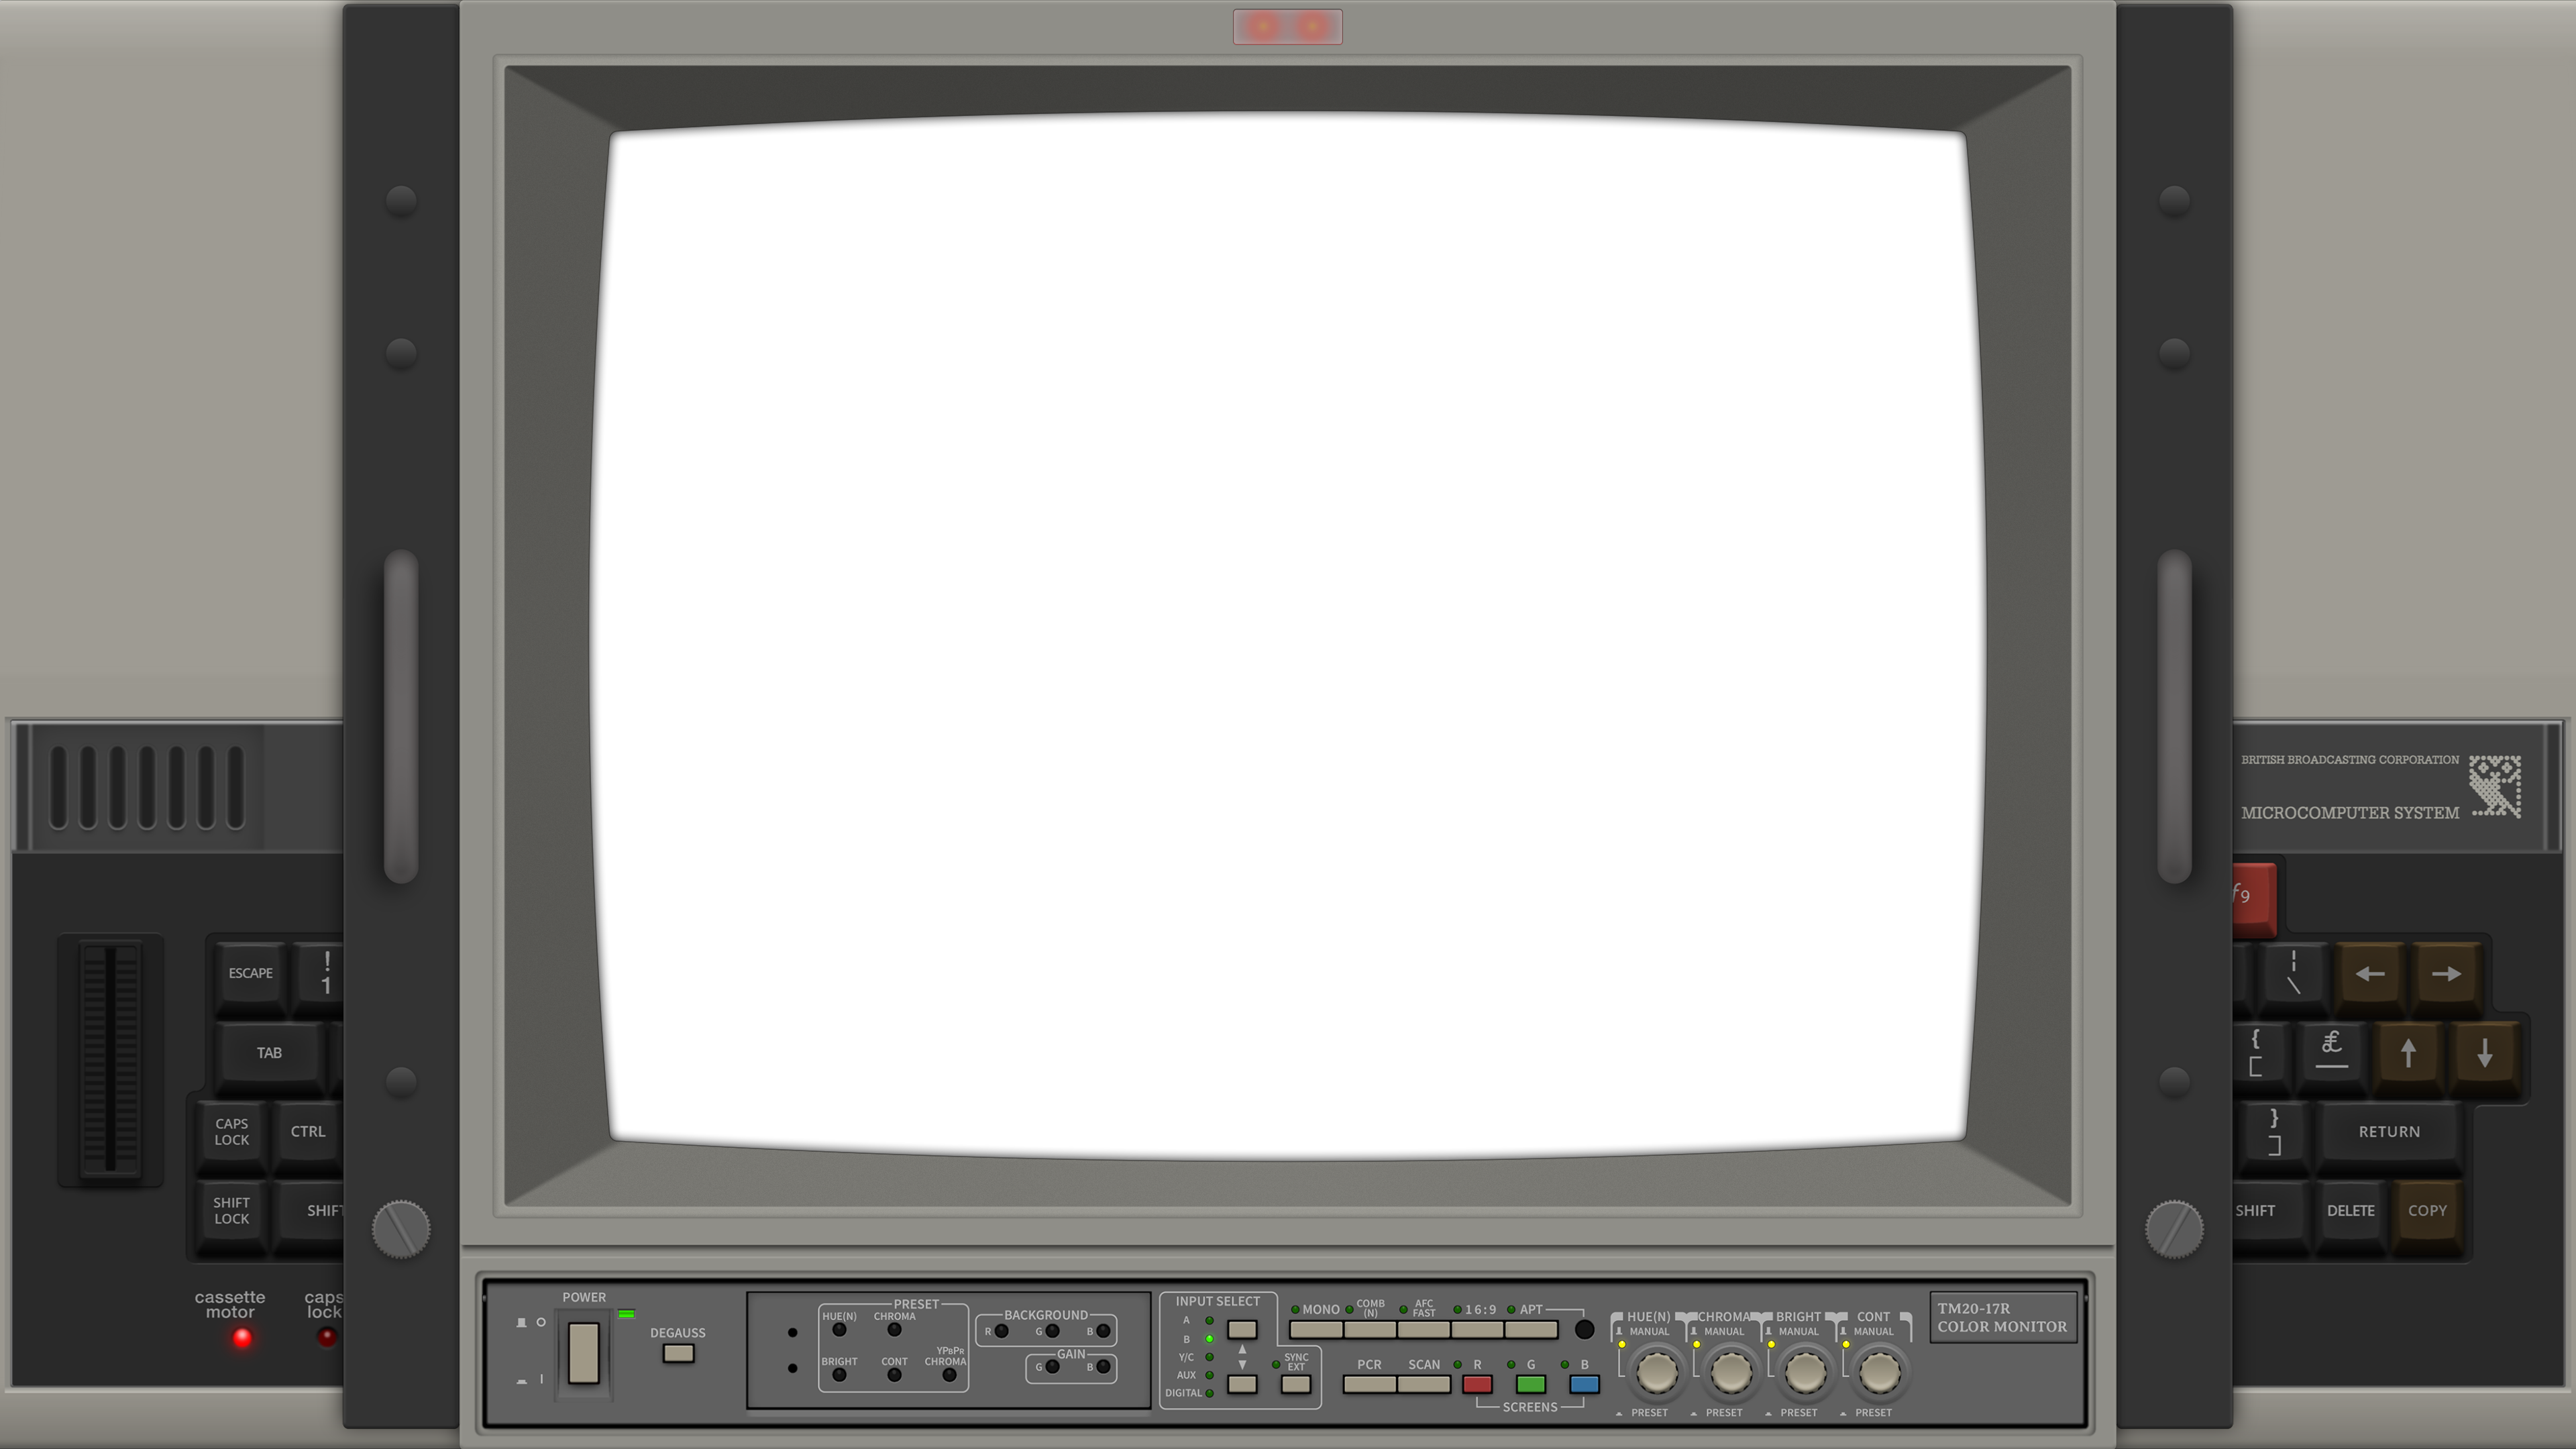 BRITISH BROADCASTING CORPORATION
MICROCOMPUTER SYSTEM
f9
ESCAPE
!
1
¦
\
←
→
TAB
{
[
£
_
↑
↓
CAPS
LOCK
CTRL
}
]
RETURN
SHIFT
LOCK
SHIFT
SHIFT
DELETE
COPY
cassette
motor
caps
lock
POWER
O
I
DEGAUSS
PRESET
HUE(N)
CHROMA
BRIGHT
CONT
YPBPR
CHROMA
BACKGROUND
R
G
B
GAIN
G
B
INPUT SELECT
A
B
Y/C
AUX
DIGITAL
SYNC
EXT
MONO
COMB
(N)
AFC
FAST
16:9
APT
PCR
SCAN
R
G
B
SCREENS
HUE(N)
MANUAL
PRESET
CHROMA
MANUAL
PRESET
BRIGHT
MANUAL
PRESET
CONT
MANUAL
PRESET
TM20-17R
COLOR MONITOR